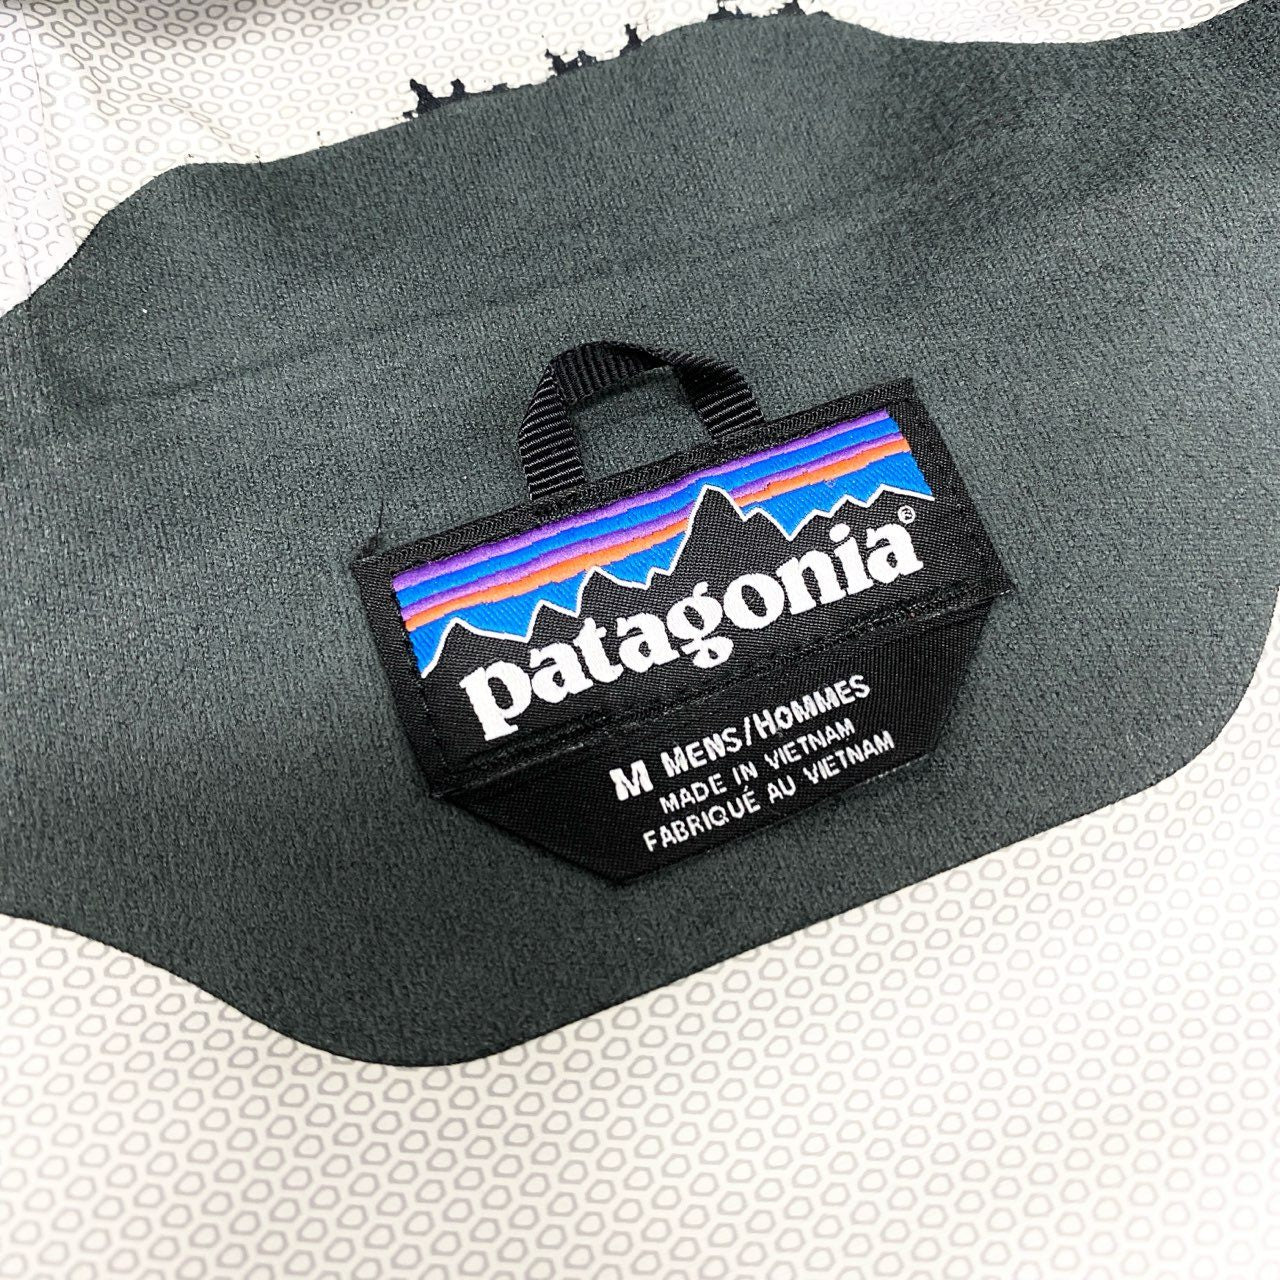 patagonia®
M MENS/HOMMES
MADE IN VIETNAM
FABRIQUÉ AU VIETNAM